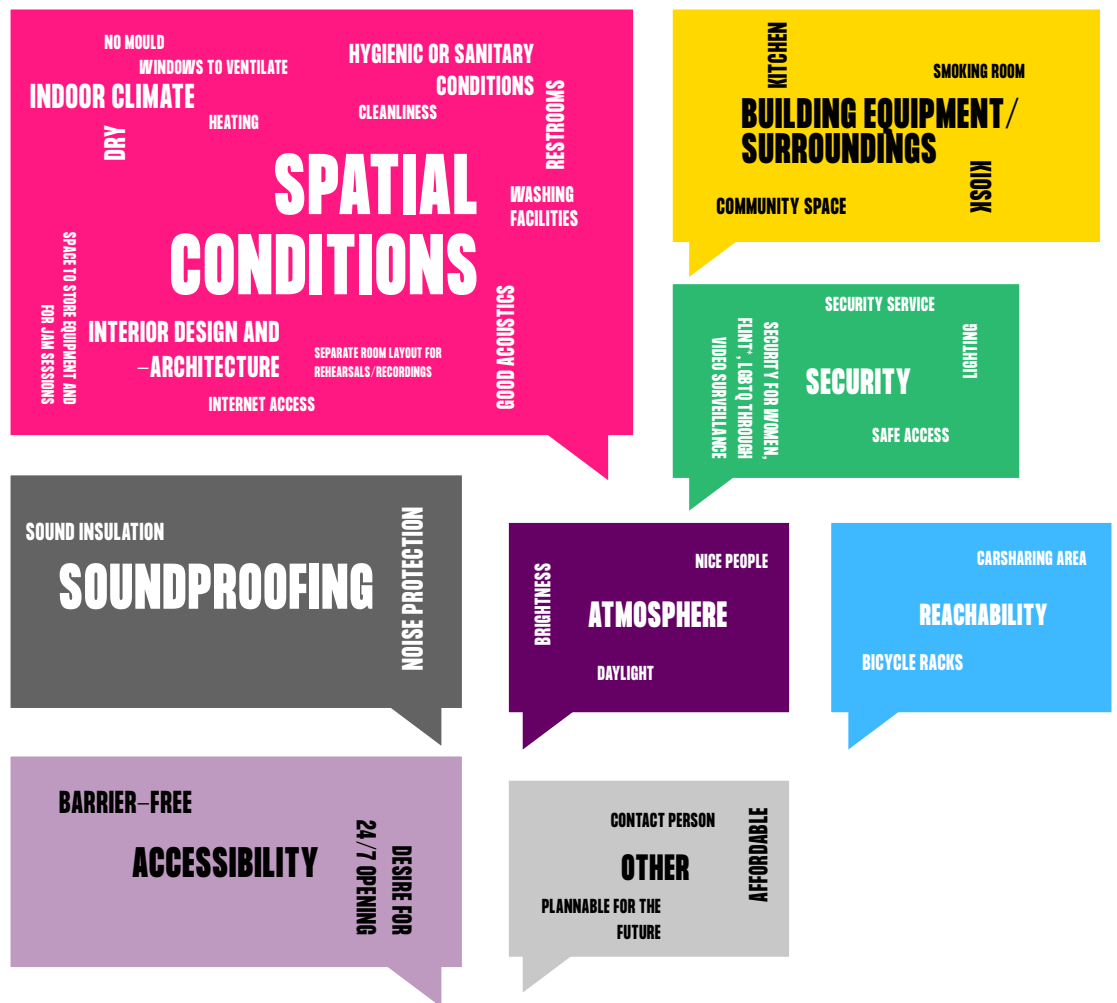 NO MOULD
WINDOWS TO VENTILATE
INDOOR CLIMATE
HEATING
DRY
HYGIENIC OR SANITARY
CONDITIONS
CLEANLINESS
RESTROOMS
WASHING
FACILITIES
SPATIAL
CONDITIONS
SPACE TO STORE EQUIPMENT AND
FOR JAM SESSIONS
INTERIOR DESIGN AND
–ARCHITECTURE
SEPARATE ROOM LAYOUT FOR
REHEARSALS/RECORDINGS
INTERNET ACCESS
GOOD ACOUSTICS
KITCHEN
SMOKING ROOM
BUILDING EQUIPMENT/
SURROUNDINGS
KIOSK
COMMUNITY SPACE
SECURITY SERVICE
SECURITY FOR WOMEN,
FLINT*, LGBTQ THROUGH
VIDEO SURVEILLANCE
SECURITY
LIGHTING
SAFE ACCESS
SOUND INSULATION
SOUNDPROOFING
NOISE PROTECTION
NICE PEOPLE
BRIGHTNESS
ATMOSPHERE
DAYLIGHT
CARSHARING AREA
REACHABILITY
BICYCLE RACKS
BARRIER–FREE
ACCESSIBILITY
DESIRE FOR
24/7 OPENING
CONTACT PERSON
OTHER
AFFORDABLE
PLANNABLE FOR THE
FUTURE